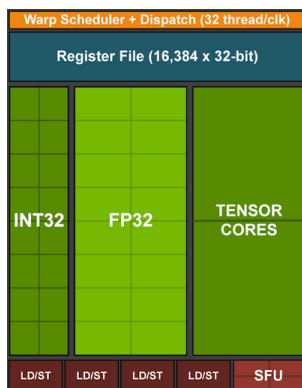 Warp Scheduler + Dispatch (32 thread/clk)
Register File (16,384 x 32-bit)
INT32
FP32
TENSOR
CORES
LD/ST
LD/ST
LD/ST
LD/ST
SFU